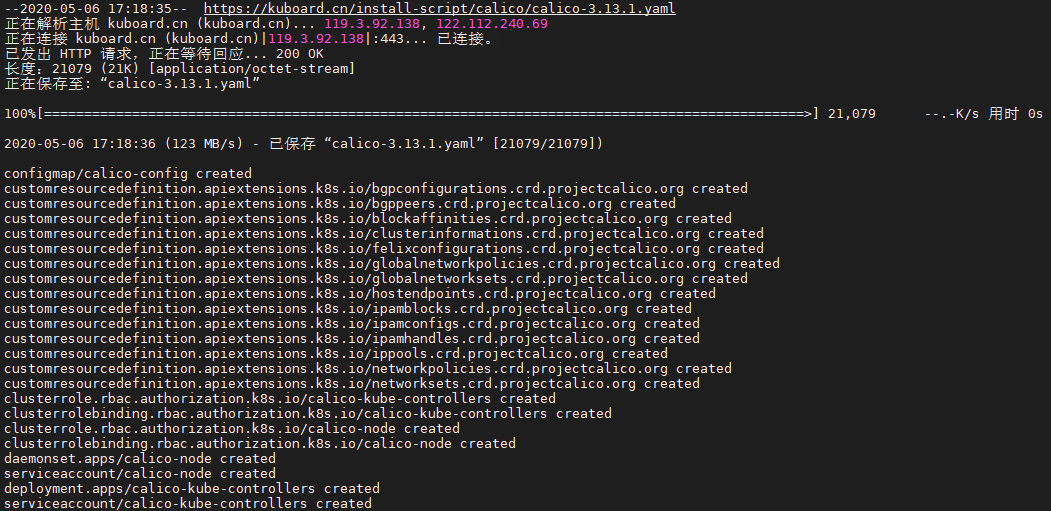 --2020-05-06 17:18:35--  https://kuboard.cn/install-script/calico/calico-3.13.1.yaml
正在解析主机 kuboard.cn (kuboard.cn)... 119.3.92.138, 122.112.240.69
正在连接 kuboard.cn (kuboard.cn)|119.3.92.138|:443... 已连接。
已发出 HTTP 请求，正在等待回应... 200 OK
长度：21079 (21K) [application/octet-stream]
正在保存至: “calico-3.13.1.yaml”
100%[===============================================================================================>] 21,079      --.-K/s 用时 0s
2020-05-06 17:18:36 (123 MB/s) - 已保存 “calico-3.13.1.yaml” [21079/21079])
configmap/calico-config created
customresourcedefinition.apiextensions.k8s.io/bgpconfigurations.crd.projectcalico.org created
customresourcedefinition.apiextensions.k8s.io/bgppeers.crd.projectcalico.org created
customresourcedefinition.apiextensions.k8s.io/blockaffinities.crd.projectcalico.org created
customresourcedefinition.apiextensions.k8s.io/clusterinformations.crd.projectcalico.org created
customresourcedefinition.apiextensions.k8s.io/felixconfigurations.crd.projectcalico.org created
customresourcedefinition.apiextensions.k8s.io/globalnetworkpolicies.crd.projectcalico.org created
customresourcedefinition.apiextensions.k8s.io/globalnetworksets.crd.projectcalico.org created
customresourcedefinition.apiextensions.k8s.io/hostendpoints.crd.projectcalico.org created
customresourcedefinition.apiextensions.k8s.io/ipamblocks.crd.projectcalico.org created
customresourcedefinition.apiextensions.k8s.io/ipamconfigs.crd.projectcalico.org created
customresourcedefinition.apiextensions.k8s.io/ipamhandles.crd.projectcalico.org created
customresourcedefinition.apiextensions.k8s.io/ippools.crd.projectcalico.org created
customresourcedefinition.apiextensions.k8s.io/networkpolicies.crd.projectcalico.org created
customresourcedefinition.apiextensions.k8s.io/networksets.crd.projectcalico.org created
clusterrole.rbac.authorization.k8s.io/calico-kube-controllers created
clusterrolebinding.rbac.authorization.k8s.io/calico-kube-controllers created
clusterrole.rbac.authorization.k8s.io/calico-node created
clusterrolebinding.rbac.authorization.k8s.io/calico-node created
daemonset.apps/calico-node created
serviceaccount/calico-node created
deployment.apps/calico-kube-controllers created
serviceaccount/calico-kube-controllers created